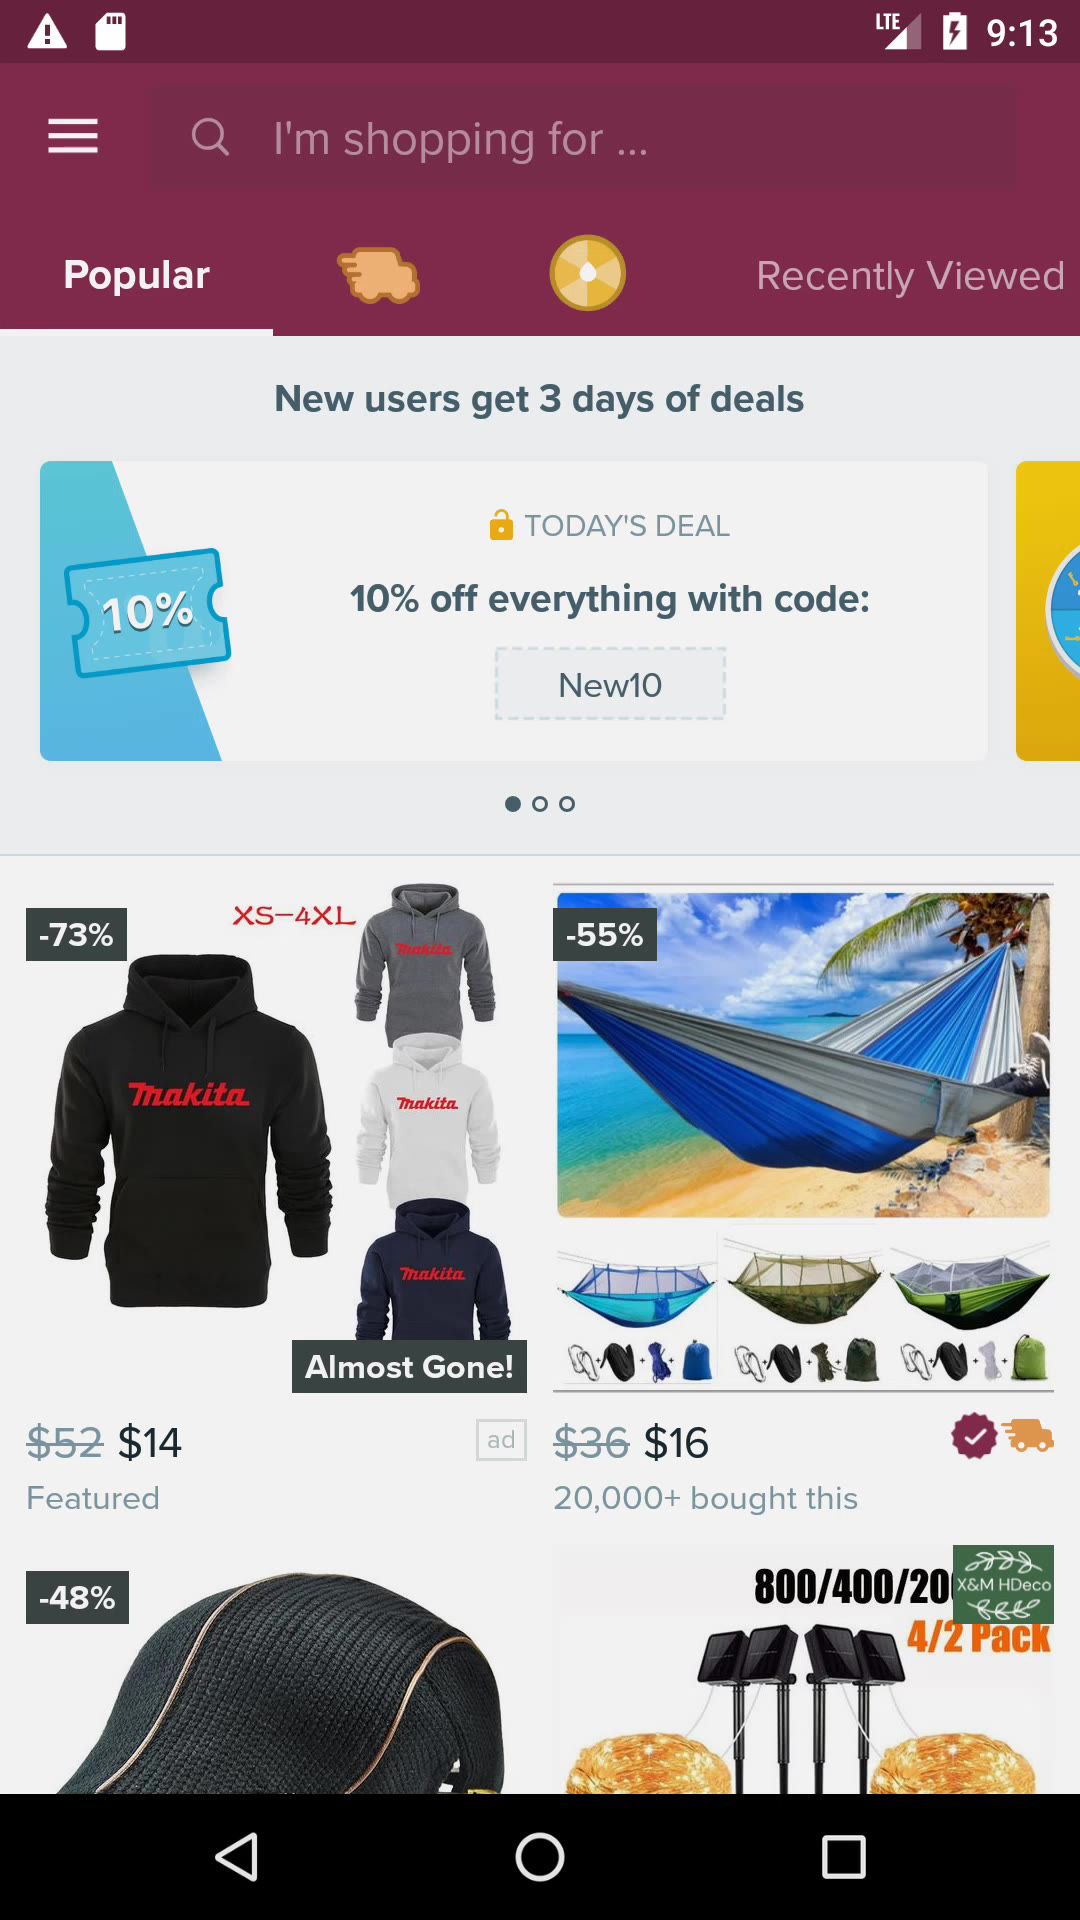 LTE 9:13
I'm shopping for ...
Popular
Recently Viewed
New users get 3 days of deals
TODAY'S DEAL
10%
10% off everything with code:
New10
-73%
XS-4XL
makita
makita
makita
makita
Almost Gone!
-55%
$52 $14
ad
Featured
$36 $16
20,000+ bought this
-48%
800/400/200
X&M HDeco
4/2 Pack